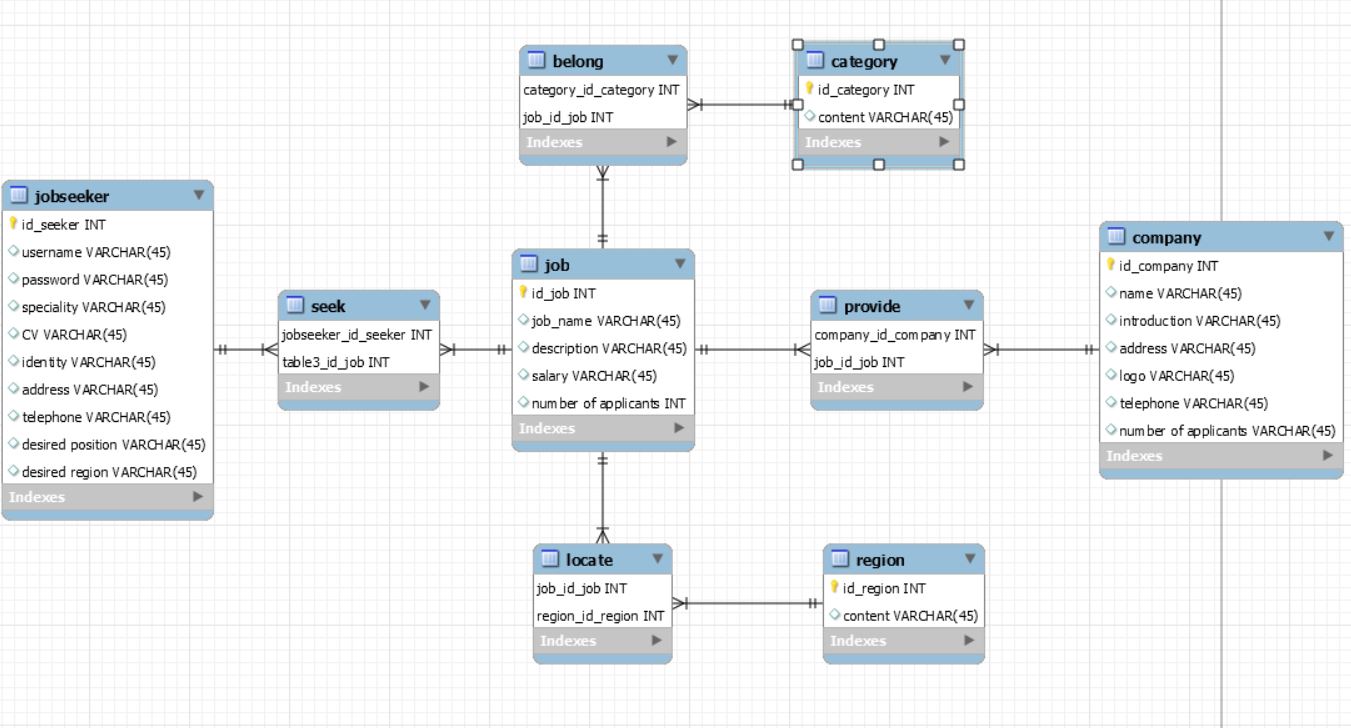 belong
category_id_category INT
job_id_job INT
Indexes
category
id_category INT
content VARCHAR(45)
Indexes
jobseeker
id_seeker INT
username VARCHAR(45)
password VARCHAR(45)
speciality VARCHAR(45)
CV VARCHAR(45)
identity VARCHAR(45)
address VARCHAR(45)
telephone VARCHAR(45)
desired position VARCHAR(45)
desired region VARCHAR(45)
Indexes
seek
jobseeker_id_seeker INT
table3_id_job INT
Indexes
job
id_job INT
job_name VARCHAR(45)
description VARCHAR(45)
salary VARCHAR(45)
number of applicants INT
Indexes
provide
company_id_company INT
job_id_job INT
Indexes
company
id_company INT
name VARCHAR(45)
introduction VARCHAR(45)
address VARCHAR(45)
logo VARCHAR(45)
telephone VARCHAR(45)
number of applicants VARCHAR(45)
Indexes
locate
job_id_job INT
region_id_region INT
Indexes
region
id_region INT
content VARCHAR(45)
Indexes